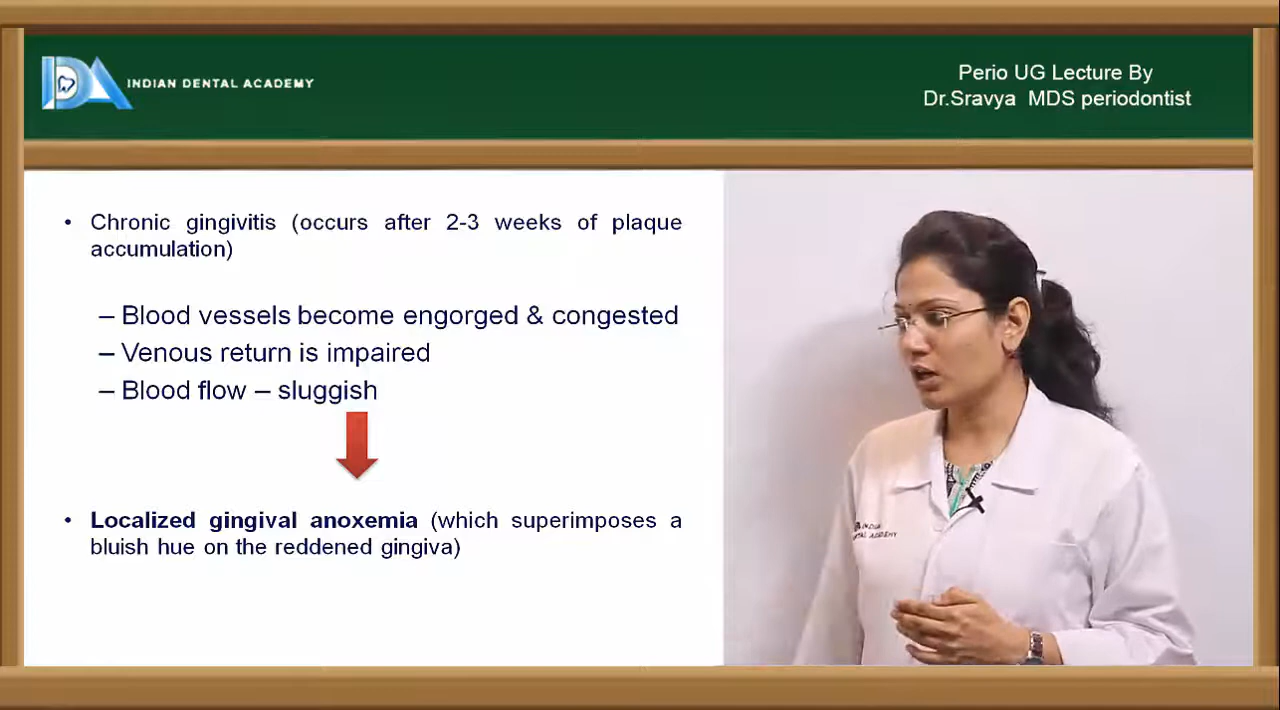 INDIAN DENTAL ACADEMY
Perio UG Lecture By
Dr.Sravya MDS periodontist
• Chronic gingivitis (occurs after 2-3 weeks of plaque
accumulation)
– Blood vessels become engorged & congested
– Venous return is impaired
– Blood flow – sluggish
• Localized gingival anoxemia (which superimposes a
bluish hue on the reddened gingiva)